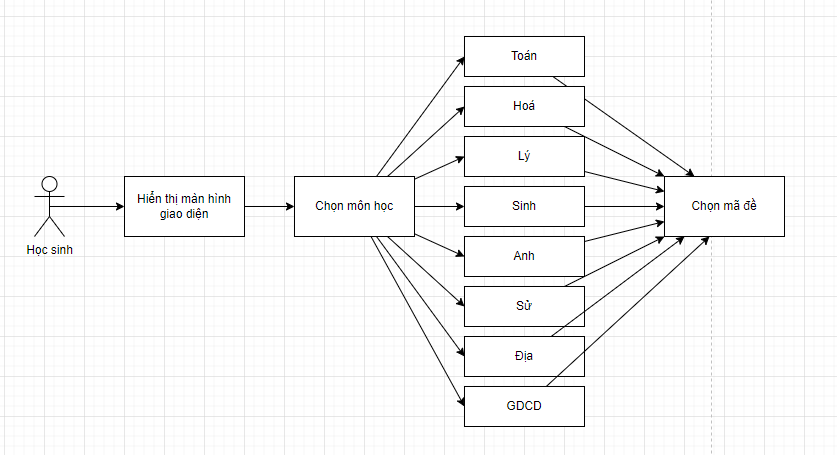 Học sinh
Hiển thị màn hình
giao diện
Chọn môn học
Toán
Hoá
Lý
Sinh
Anh
Sử
Địa
GDCD
Chọn mã đề